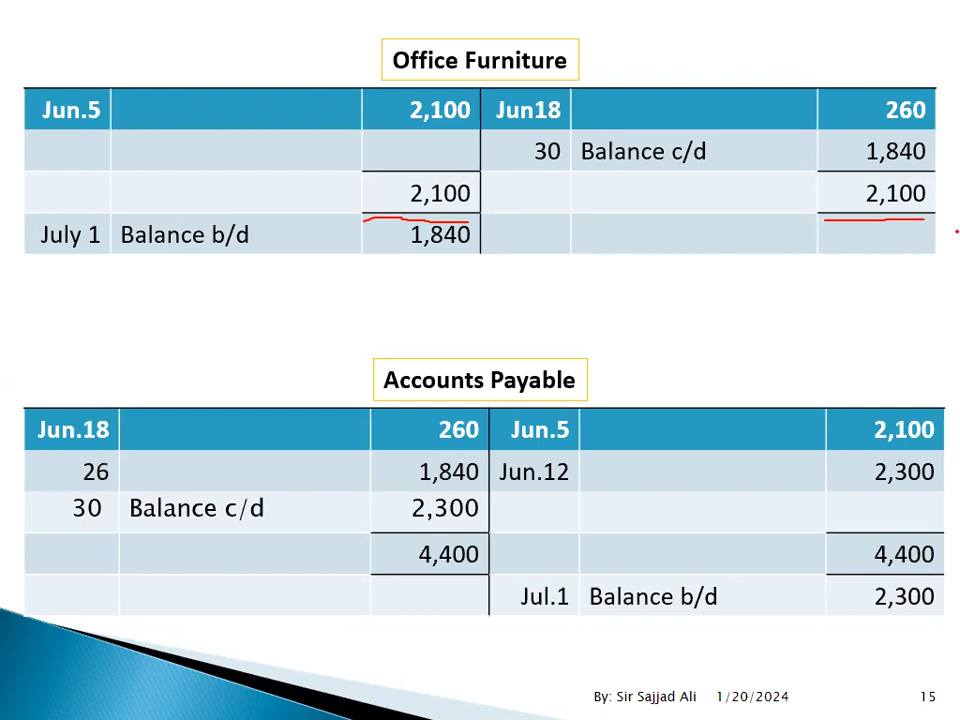 Office Furniture
Jun.5 2,100 Jun18 260
30 Balance c/d 1,840
2,100 2,100
July 1 Balance b/d 1,840
Accounts Payable
Jun.18 260 Jun.5 2,100
26 1,840 Jun.12 2,300
30 Balance c/d 2,300
4,400 4,400
Jul.1 Balance b/d 2,300
By: Sir Sajjad Ali 1/20/2024 15